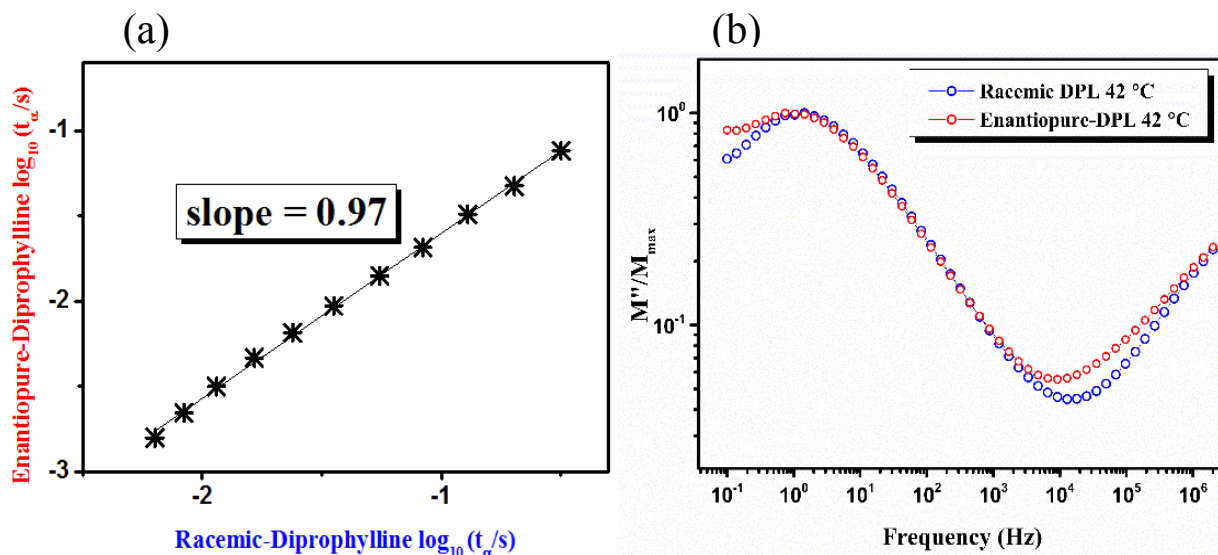 (a)
Enantiopure-Diprophylline log₁₀ (tα/s)
-1
-2
-3
slope = 0.97
-2
-1
Racemic-Diprophylline log₁₀ (tα/s)
(b)
M''/Mmax
10⁰
10⁻¹
Racemic DPL 42 °C
Enantiopure-DPL 42 °C
10⁻¹ 10⁰ 10¹ 10² 10³ 10⁴ 10⁵ 10⁶
Frequency (Hz)